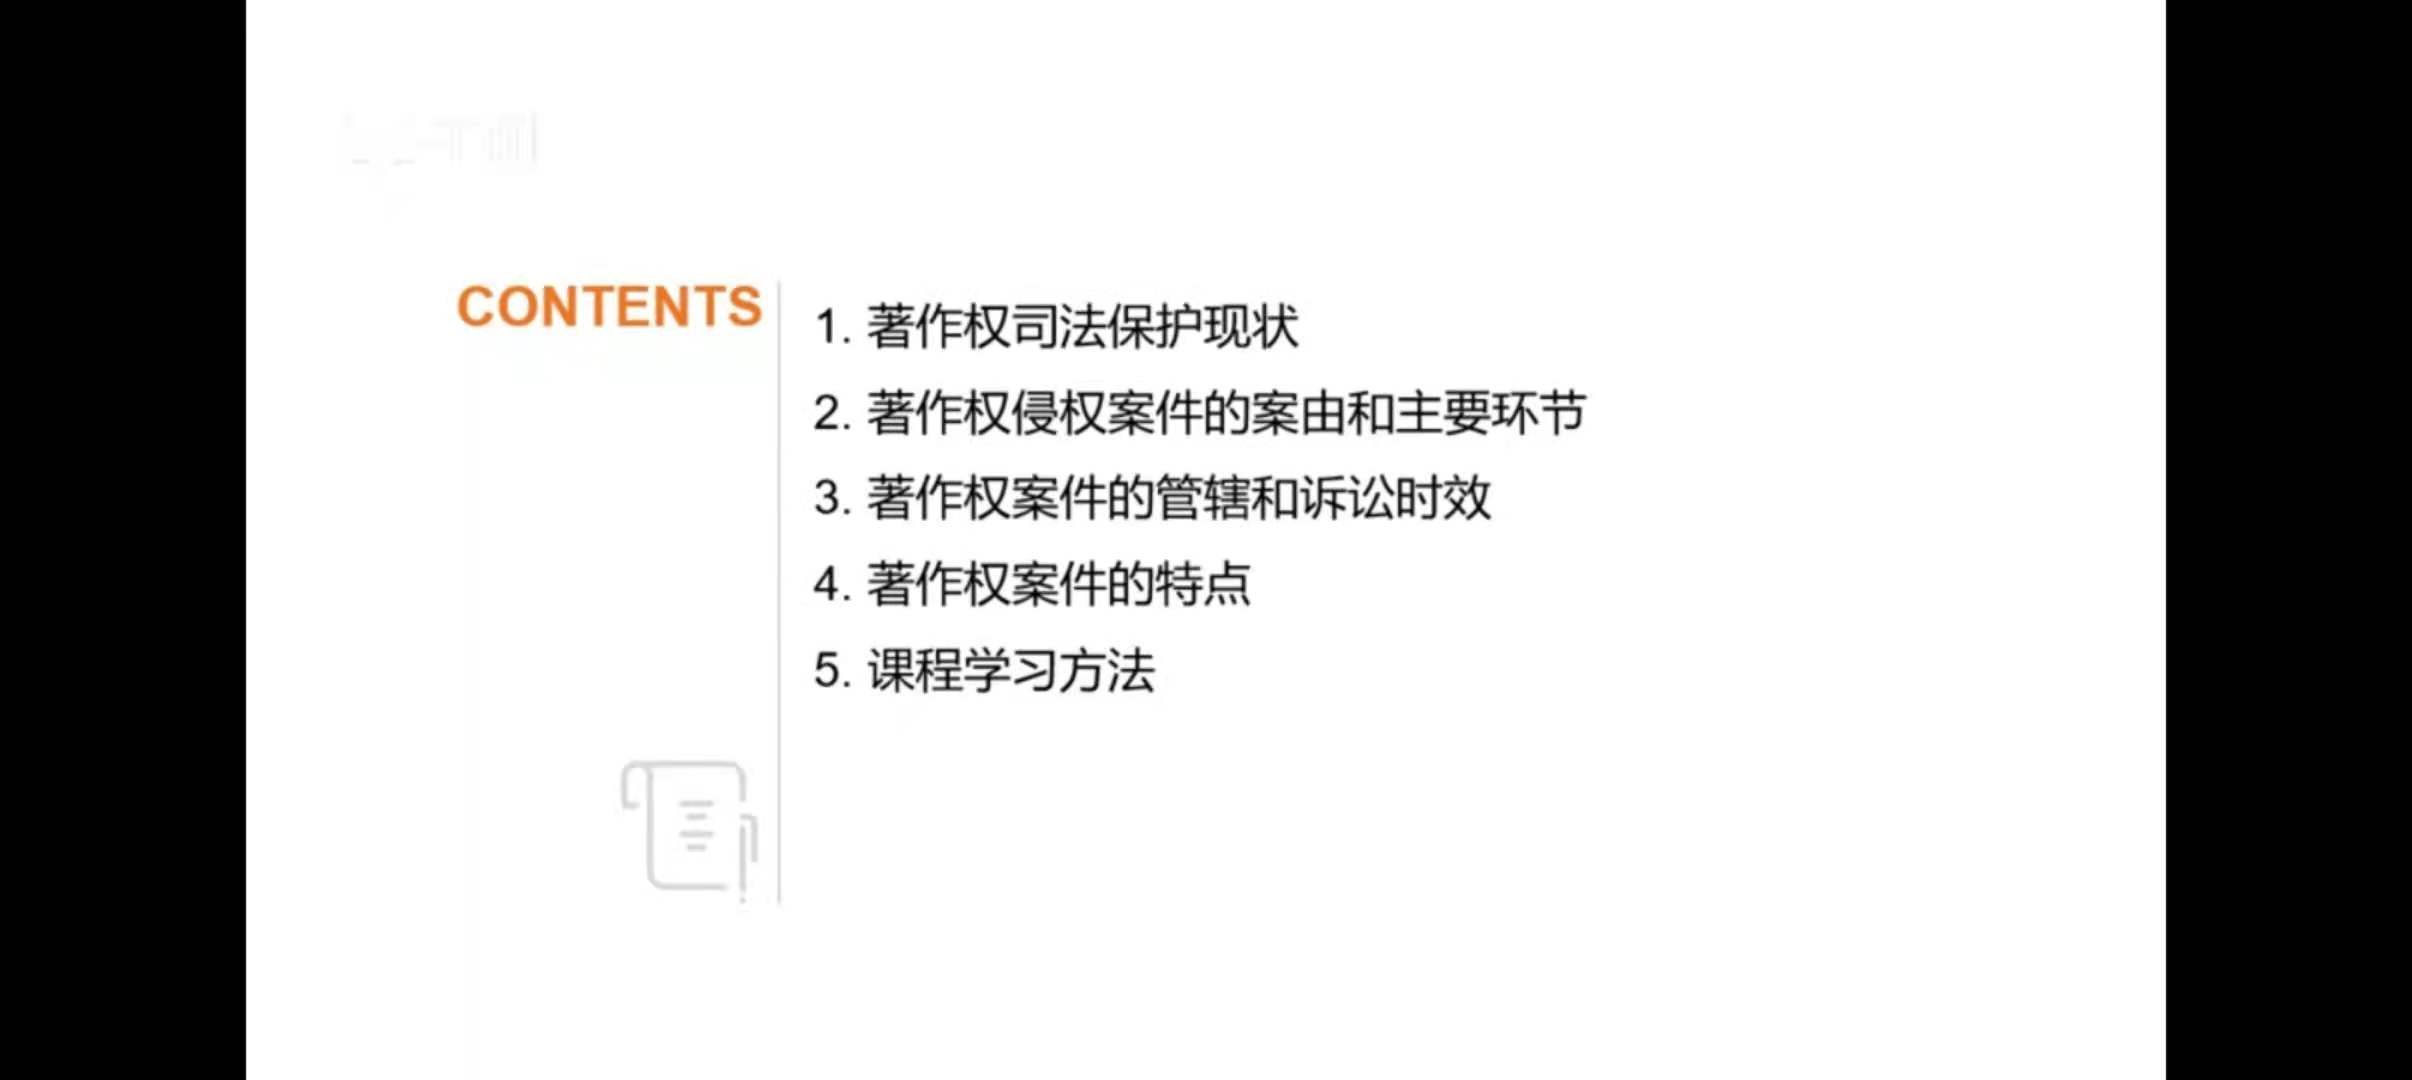 CONTENTS
1. 著作权司法保护现状
2. 著作权侵权案件的案由和主要环节
3. 著作权案件的管辖和诉讼时效
4. 著作权案件的特点
5. 课程学习方法